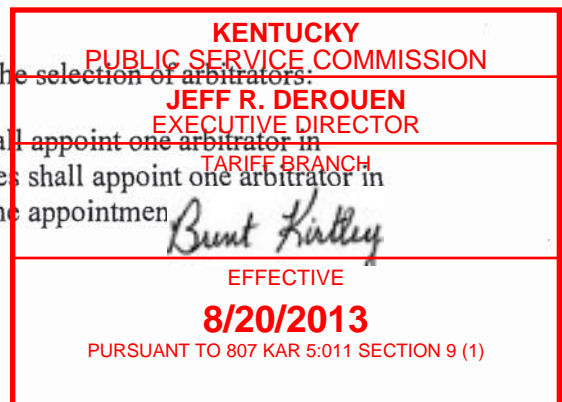 KENTUCKY
PUBLIC SERVICE COMMISSION
he selection of arbitrators:
JEFF R. DEROUEN
EXECUTIVE DIRECTOR
all appoint one arbitrator in
TARIFF BRANCH
es shall appoint one arbitrator in
he appointmen
Bunt Kirtley
EFFECTIVE
8/20/2013
PURSUANT TO 807 KAR 5:011 SECTION 9 (1)